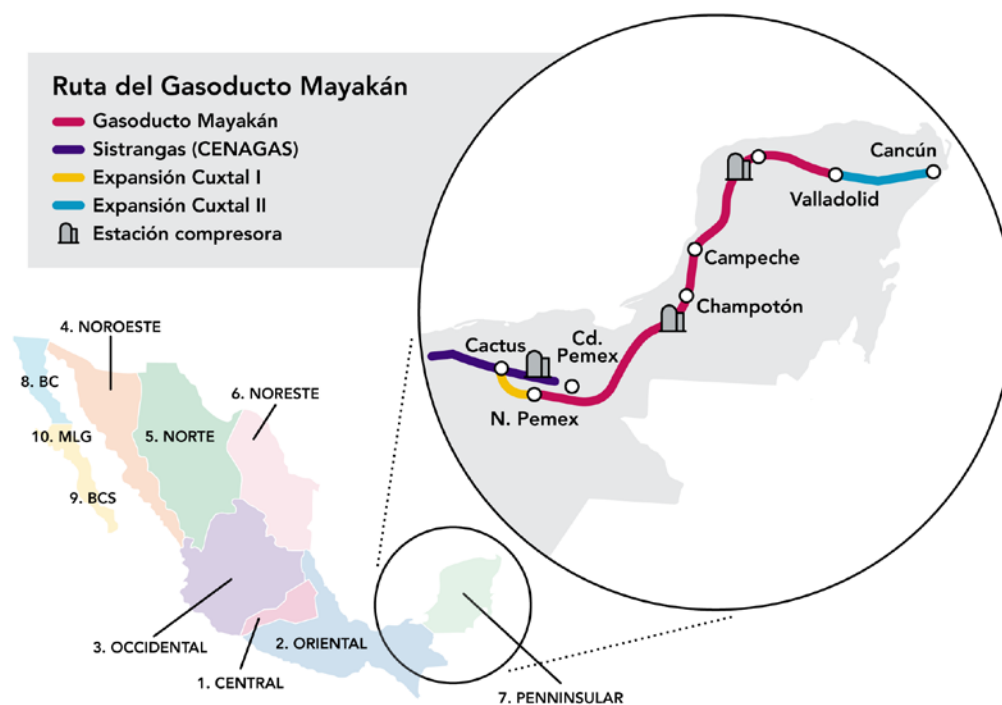 Ruta del Gasoducto Mayakán
Gasoducto Mayakán
Sistrangas (CENAGAS)
Expansión Cuxtal I
Expansión Cuxtal II
Estación compresora
Cancún
Valladolid
Campeche
Champotón
Cd.
Pemex
Cactus
N. Pemex
4. NOROESTE
8. BC
6. NORESTE
10. MLG
5. NORTE
9. BCS
3. OCCIDENTAL
2. ORIENTAL
1. CENTRAL
7. PENNINSULAR